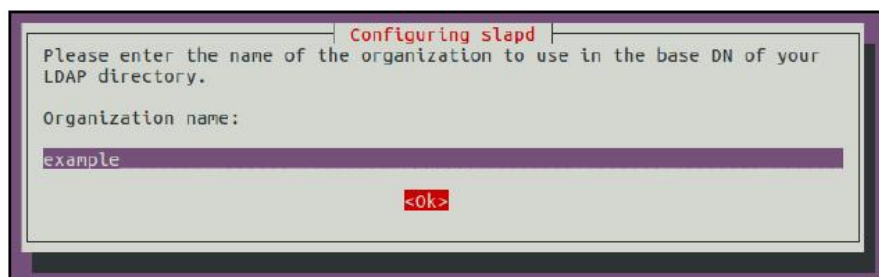 Configuring slapd
Please enter the name of the organization to use in the base DN of your
LDAP directory.
Organization name:
example
<Ok>